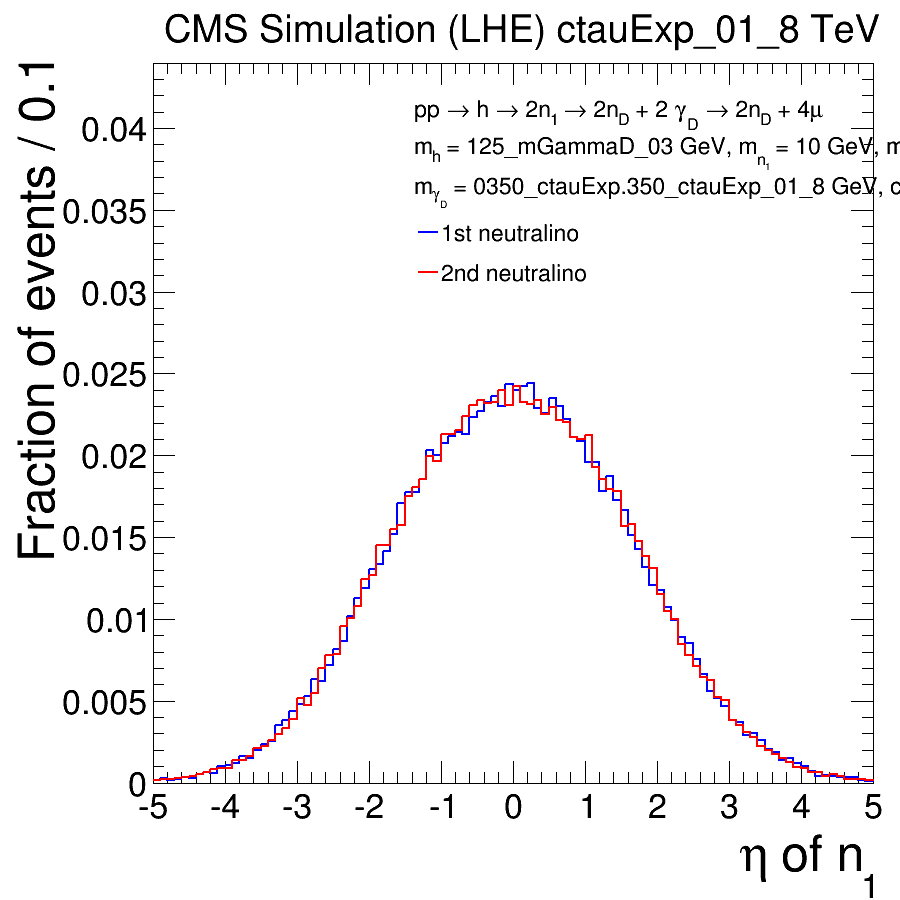 CMS Simulation (LHE) ctauExp_01_8 TeV
Fraction of events / 0.1
pp → h → 2n1 → 2nD + 2 γD → 2nD + 4μ
mh = 125_mGammaD_03 GeV, mn1 = 10 GeV, m
mγD = 0350_ctauExp.350_ctauExp_01_8 GeV, c
1st neutralino
2nd neutralino
0.04
0.035
0.03
0.025
0.02
0.015
0.01
0.005
0
-5 -4 -3 -2 -1 0 1 2 3 4 5
η of n1